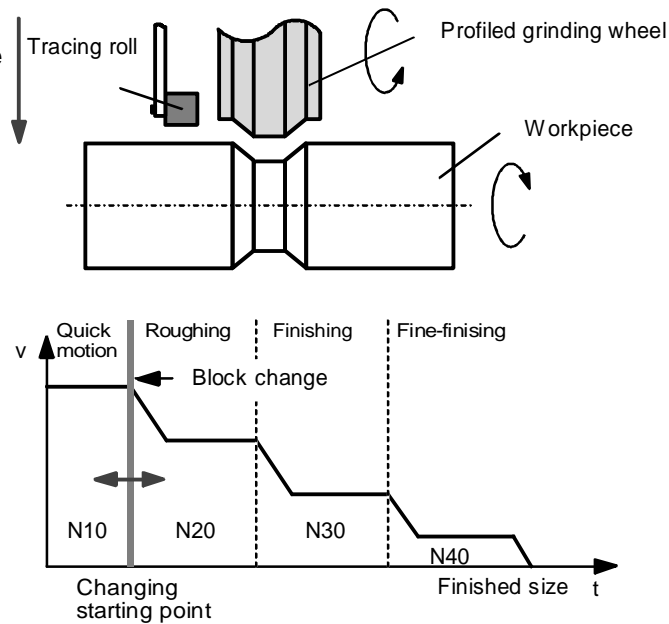 e
Tracing roll
Profiled grinding wheel
Workpiece
Quick
motion
Roughing
Finishing
Fine-finising
v
Block change
N10
N20
N30
N40
Changing
starting point
Finished size
t